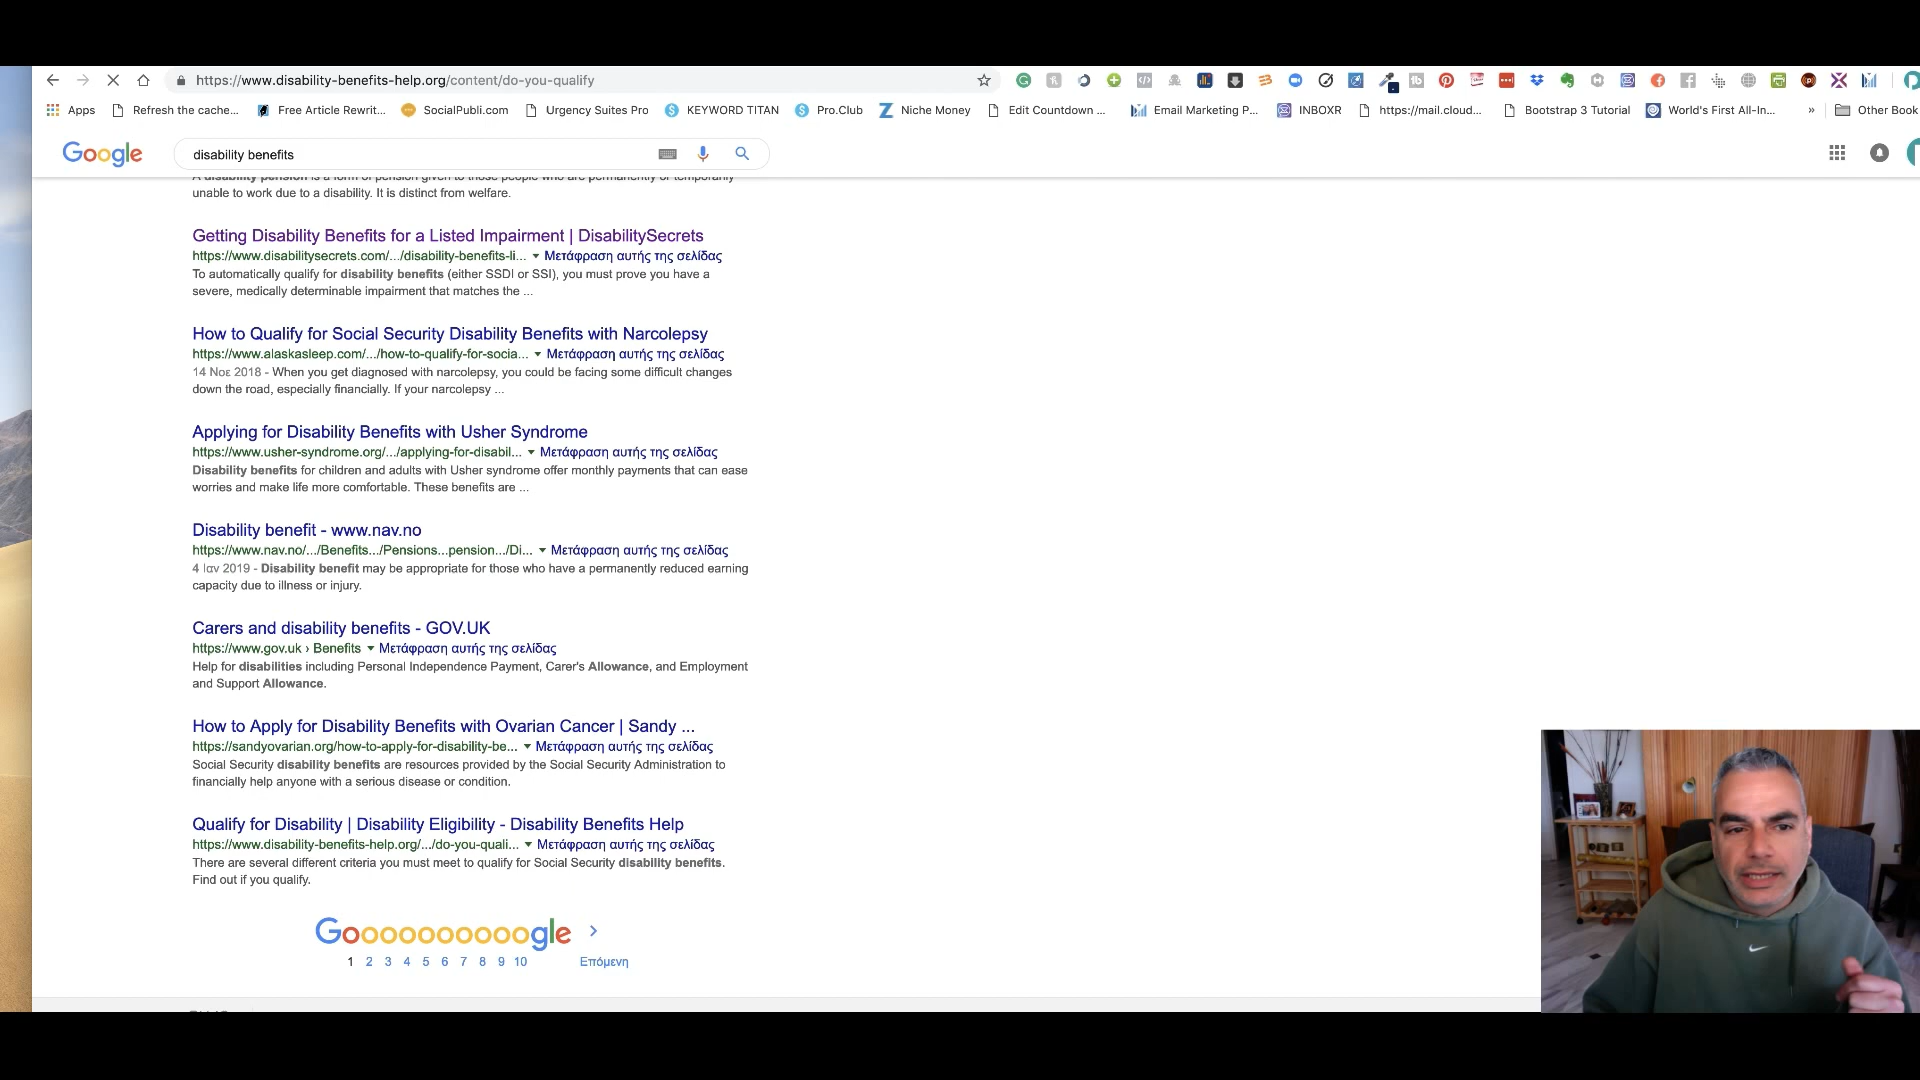 https://www.disability-benefits-help.org/content/do-you-qualify
Apps Refresh the cache... Free Article Rewrit... SocialPubli.com Urgency Suites Pro KEYWORD TITAN Pro.Club Niche Money Edit Countdown ... Email Marketing P... INBOXR https://mail.cloud... Bootstrap 3 Tutorial World's First All-In... » Other Book
Google disability benefits
A disability pension is a form of pension given to those people who are permanently or temporarily
unable to work due to a disability. It is distinct from welfare.
Getting Disability Benefits for a Listed Impairment | DisabilitySecrets
https://www.disabilitysecrets.com/.../disability-benefits-li... Μετάφραση αυτής της σελίδας
To automatically qualify for disability benefits (either SSDI or SSI), you must prove you have a
severe, medically determinable impairment that matches the ...
How to Qualify for Social Security Disability Benefits with Narcolepsy
https://www.alaskasleep.com/.../how-to-qualify-for-socia... Μετάφραση αυτής της σελίδας
14 Νοε 2018 - When you get diagnosed with narcolepsy, you could be facing some difficult changes
down the road, especially financially. If your narcolepsy ...
Applying for Disability Benefits with Usher Syndrome
https://www.usher-syndrome.org/.../applying-for-disabil... Μετάφραση αυτής της σελίδας
Disability benefits for children and adults with Usher syndrome offer monthly payments that can ease
worries and make life more comfortable. These benefits are ...
Disability benefit - www.nav.no
https://www.nav.no/.../Benefits.../Pensions...pension.../Di... Μετάφραση αυτής της σελίδας
4 Ιαν 2019 - Disability benefit may be appropriate for those who have a permanently reduced earning
capacity due to illness or injury.
Carers and disability benefits - GOV.UK
https://www.gov.uk › Benefits Μετάφραση αυτής της σελίδας
Help for disabilities including Personal Independence Payment, Carer's Allowance, and Employment
and Support Allowance.
How to Apply for Disability Benefits with Ovarian Cancer | Sandy ...
https://sandyovarian.org/how-to-apply-for-disability-be... Μετάφραση αυτής της σελίδας
Social Security disability benefits are resources provided by the Social Security Administration to
financially help anyone with a serious disease or condition.
Qualify for Disability | Disability Eligibility - Disability Benefits Help
https://www.disability-benefits-help.org/.../do-you-quali... Μετάφραση αυτής της σελίδας
There are several different criteria you must meet to qualify for Social Security disability benefits.
Find out if you qualify.
Goooooooooogle >
1 2 3 4 5 6 7 8 9 10 Επόμενη